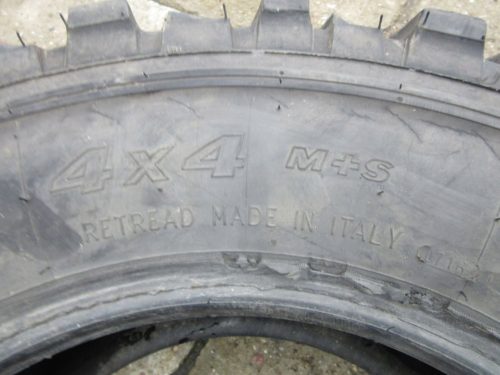 4x4 M+S
RETREAD MADE IN ITALY